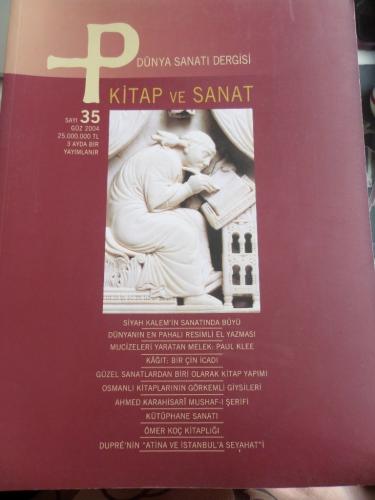 P DÜNYA SANATI DERGİSİ
KİTAP VE SANAT
SAYI 35
GÜZ 2004
25.000.000 TL
3 AYDA BİR
YAYIMLANIR
SİYAH KALEM'İN SANATINDA BÜYÜ
DÜNYANIN EN PAHALI RESİMLİ EL YAZMASI
MUCİZELERİ YARATAN MELEK: PAUL KLEE
KÂĞIT: BİR ÇİN İCADI
GÜZEL SANATLARDAN BİRİ OLARAK KİTAP YAPIMI
OSMANLI KİTAPLARININ GÖRKEMLİ GİYSİLERİ
AHMED KARAHİSARÎ MUSHAF-I ŞERİFİ
KÜTÜPHANE SANATI
ÖMER KOÇ KİTAPLIĞI
DUPRÉ'NİN "ATİNA VE İSTANBUL'A SEYAHAT"İ